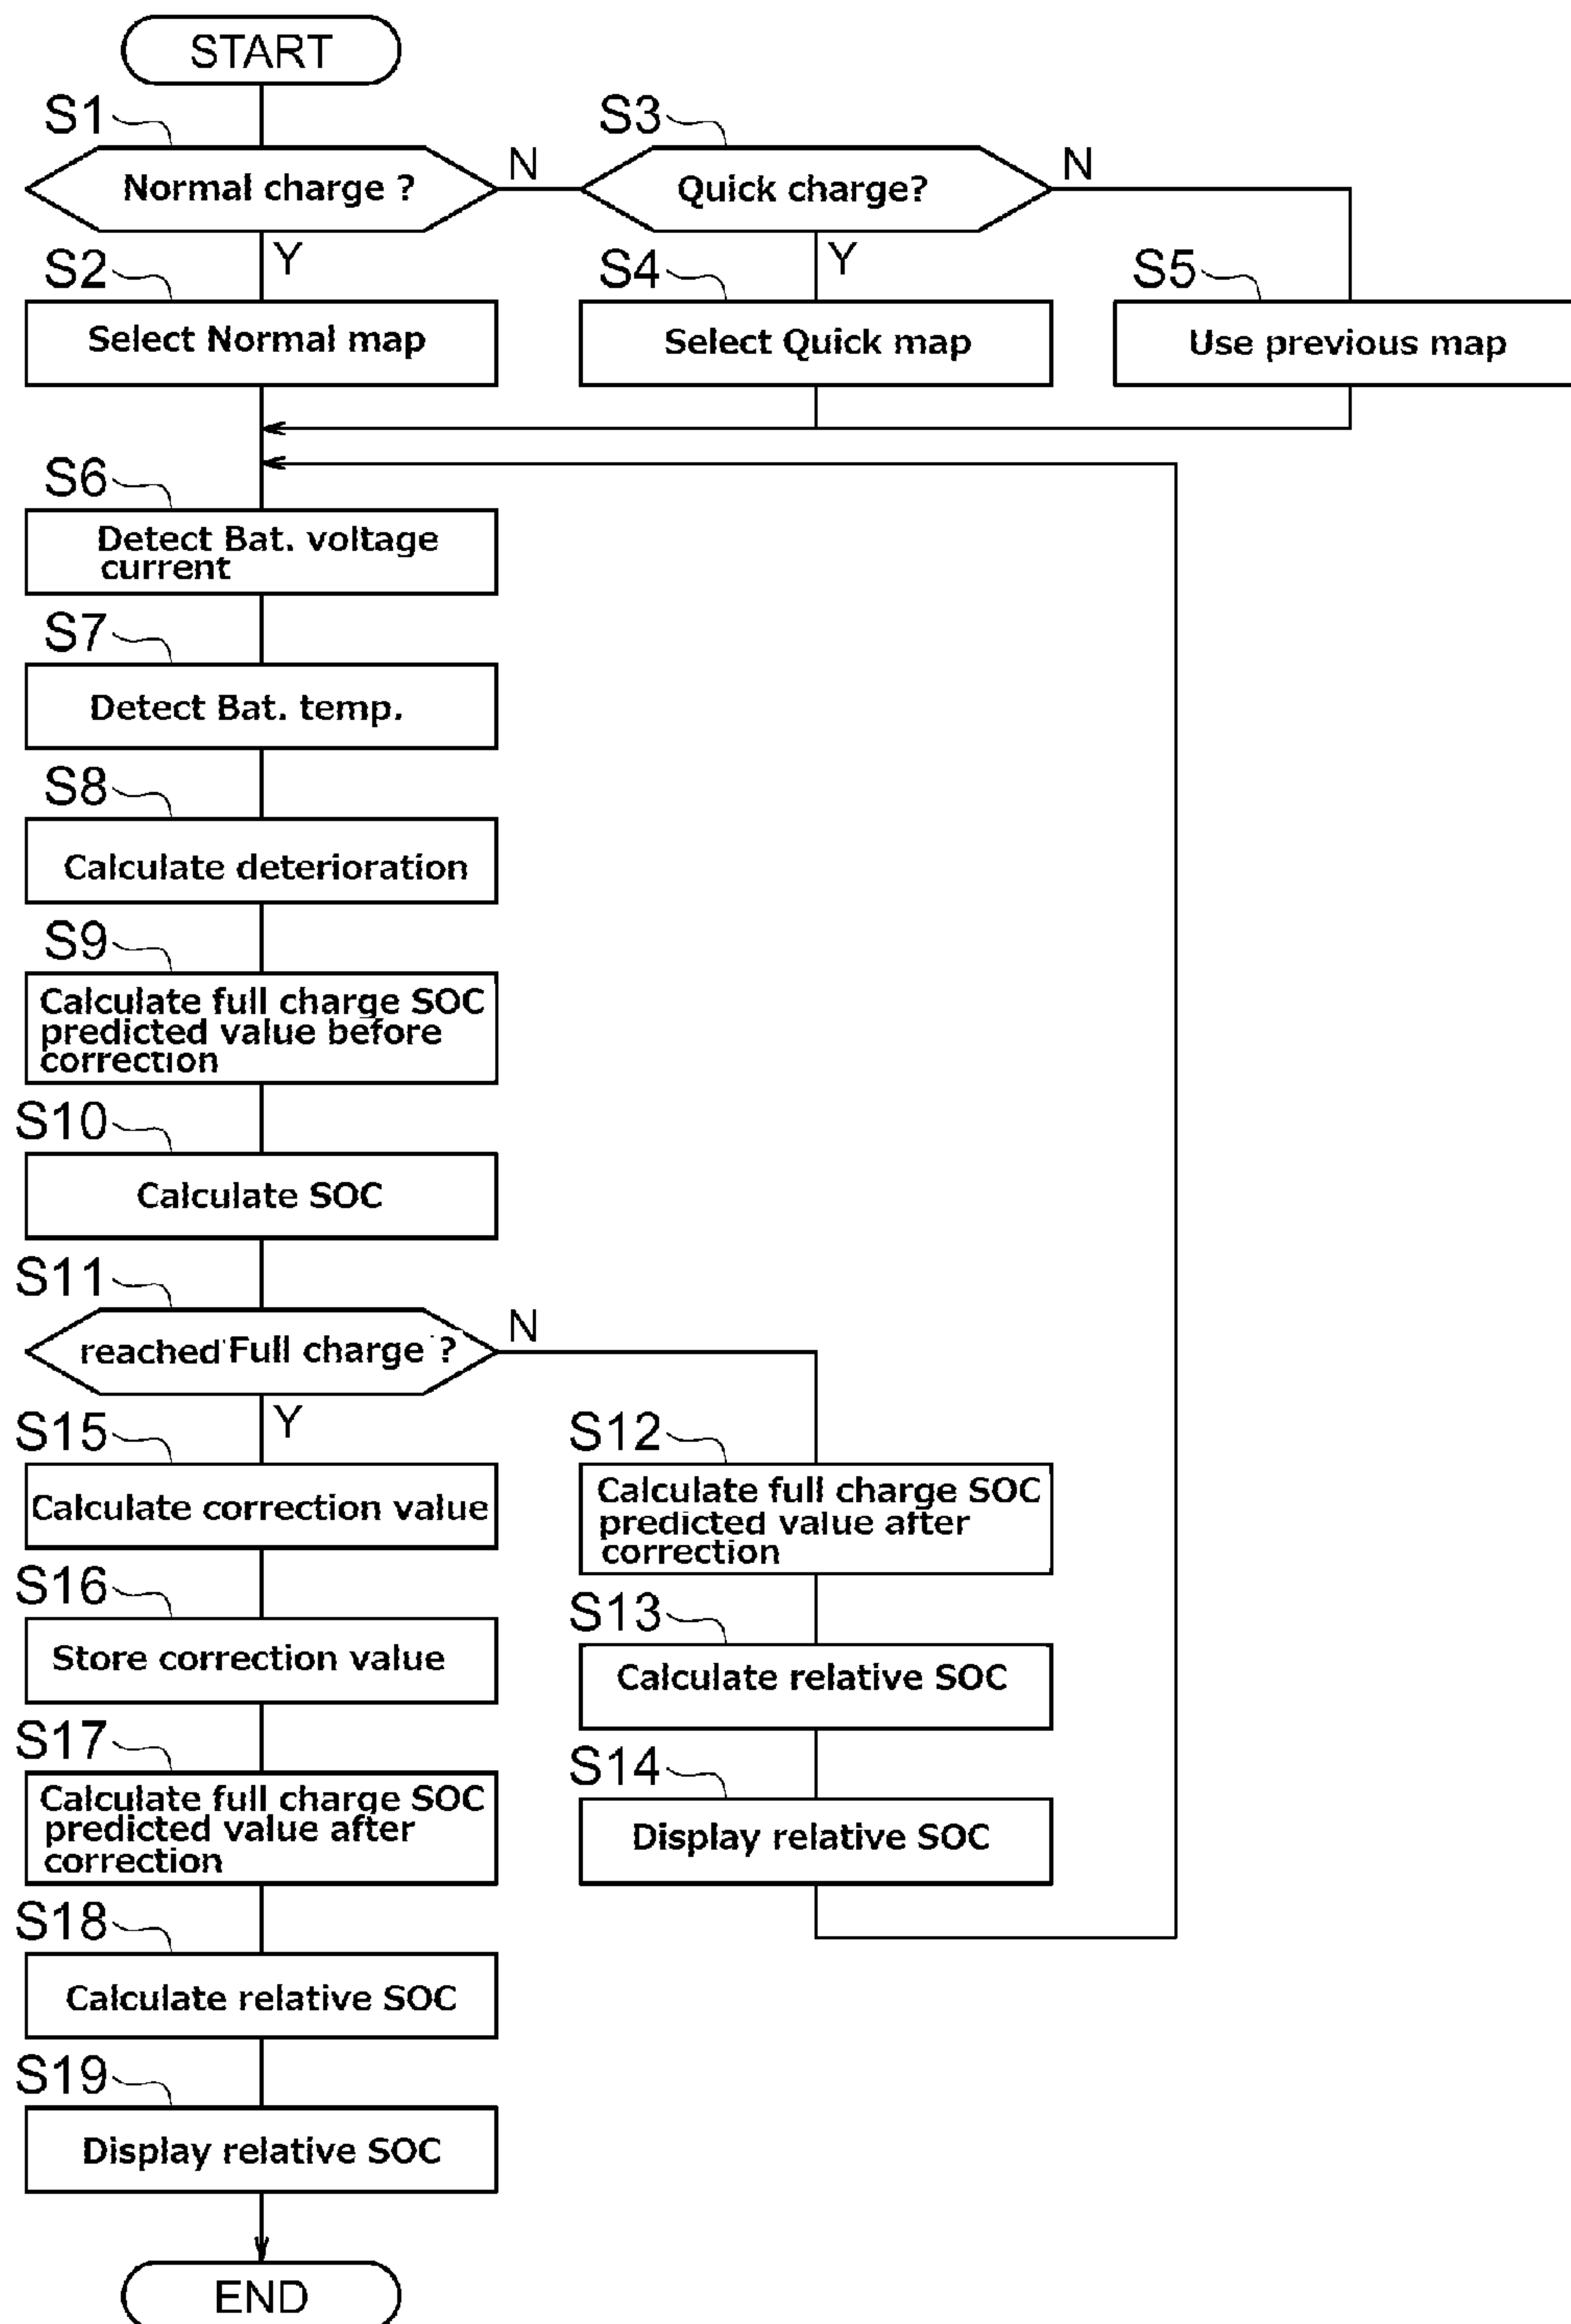 START
S1
S3
Normal charge ?
N
Quick charge?
N
Y
Y
S2
S4
S5
Select Normal map
Select Quick map
Use previous map
S6
Detect Bat. voltage
current
S7
Detect Bat. temp.
S8
Calculate deterioration
S9
Calculate full charge SOC
predicted value before
correction
S10
Calculate SOC
S11
reached Full charge ?
N
Y
S15
Calculate correction value
S12
Calculate full charge SOC
predicted value after
correction
S16
Store correction value
S13
Calculate relative SOC
S17
Calculate full charge SOC
predicted value after
correction
S14
Display relative SOC
S18
Calculate relative SOC
S19
Display relative SOC
END